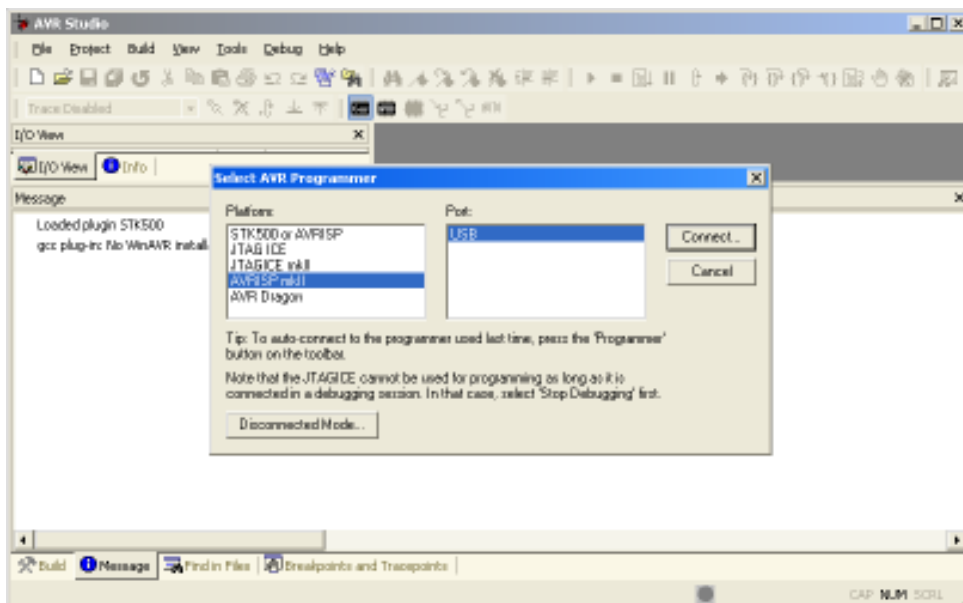 AVR Studio
File Project Build View Tools Debug Help
Trace Disabled
I/O View
I/O View Info
Message
Loaded plugin STK500
gcc plug-in: No WinAVR install
Select AVR Programmer
Platform: Port:
STK500 or AVRISP USB
JTAG ICE
JTAGICE mkII
AVRISP mkII
AVR Dragon
Connect...
Cancel
Tip: To auto-connect to the programmer used last time, press the 'Programmer'
button on the toolbar.
Note that the JTAGICE cannot be used for programming as long as it is
connected in a debugging session. In that case, select 'Stop Debugging' first.
Disconnected Mode...
Build Message Find in Files Breakpoints and Tracepoints
CAP NUM SCRL